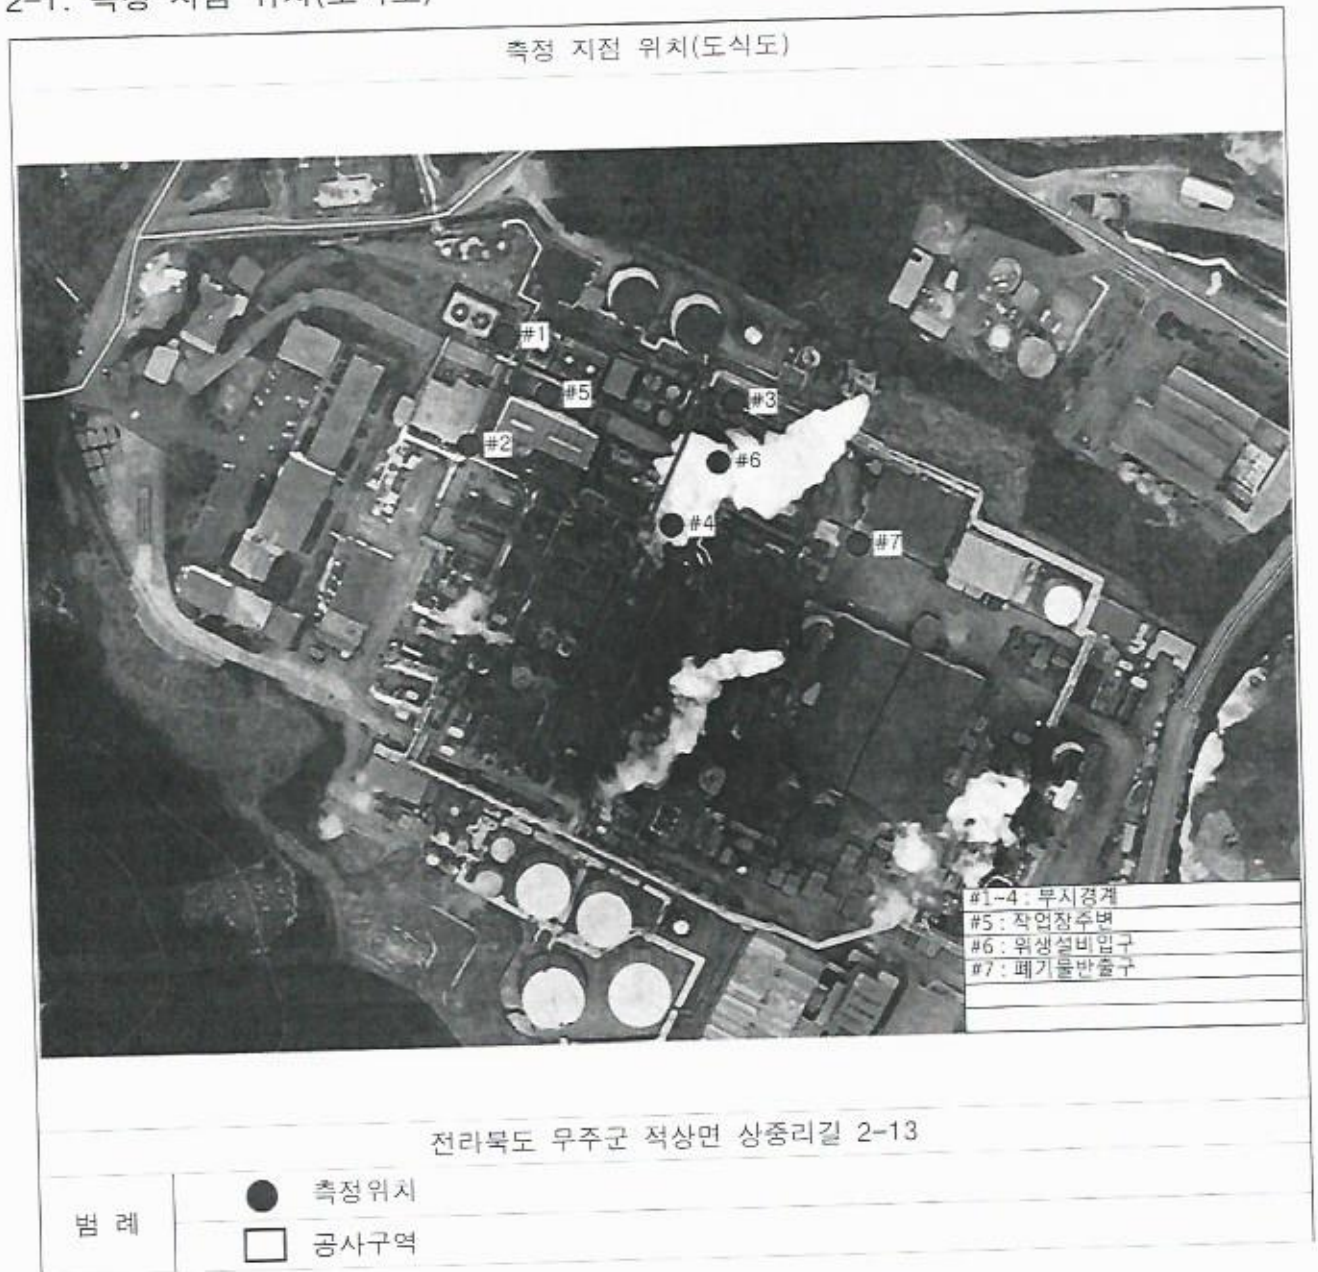 측정 지점 위치(도식도)
#1
#5
#3
#2
#6
#4
#7
#1~4 : 부지경계
#5 : 작업장주변
#6 : 위생설비입구
#7 : 폐기물반출구
전라북도 무주군 적상면 상중리길 2-13
범 례
측정위치
공사구역